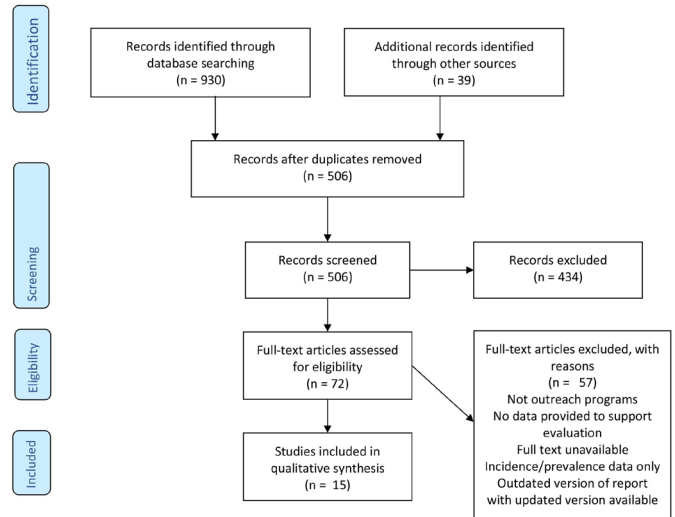 Identification
Records identified through
database searching
(n = 930)
Additional records identified
through other sources
(n = 39)
Records after duplicates removed
(n = 506)
Screening
Records screened
(n = 506)
Records excluded
(n = 434)
Eligibility
Full-text articles assessed
for eligibility
(n = 72)
Full-text articles excluded, with
reasons
(n = 57)
Not outreach programs
No data provided to support
evaluation
Full text unavailable
Incidence/prevalence data only
Outdated version of report
with updated version available
Included
Studies included in
qualitative synthesis
(n = 15)